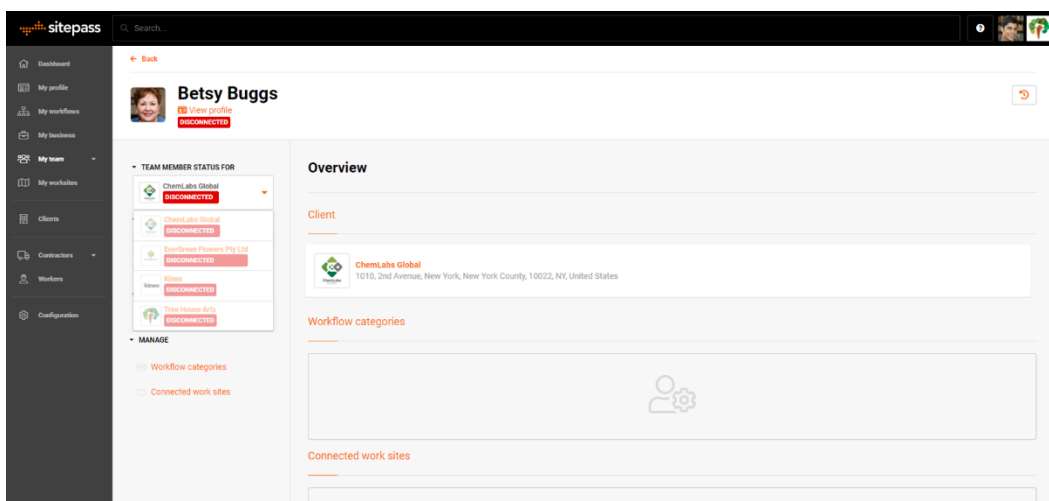 sitepass
Search...
Dashboard
My profile
My workflows
My business
My team
My worksites
Clients
Contractors
Workers
Configuration
← Back
Betsy Buggs
View profile
DISCONNECTED
TEAM MEMBER STATUS FOR
ChemLabs Global
DISCONNECTED
ChemLabs Global
DISCONNECTED
EverGreen Flowers Pty Ltd
DISCONNECTED
Kineo
DISCONNECTED
Tree House Arts
DISCONNECTED
MANAGE
Workflow categories
Connected work sites
Overview
Client
ChemLabs Global
1010, 2nd Avenue, New York, New York County, 10022, NY, United States
Workflow categories
Connected work sites